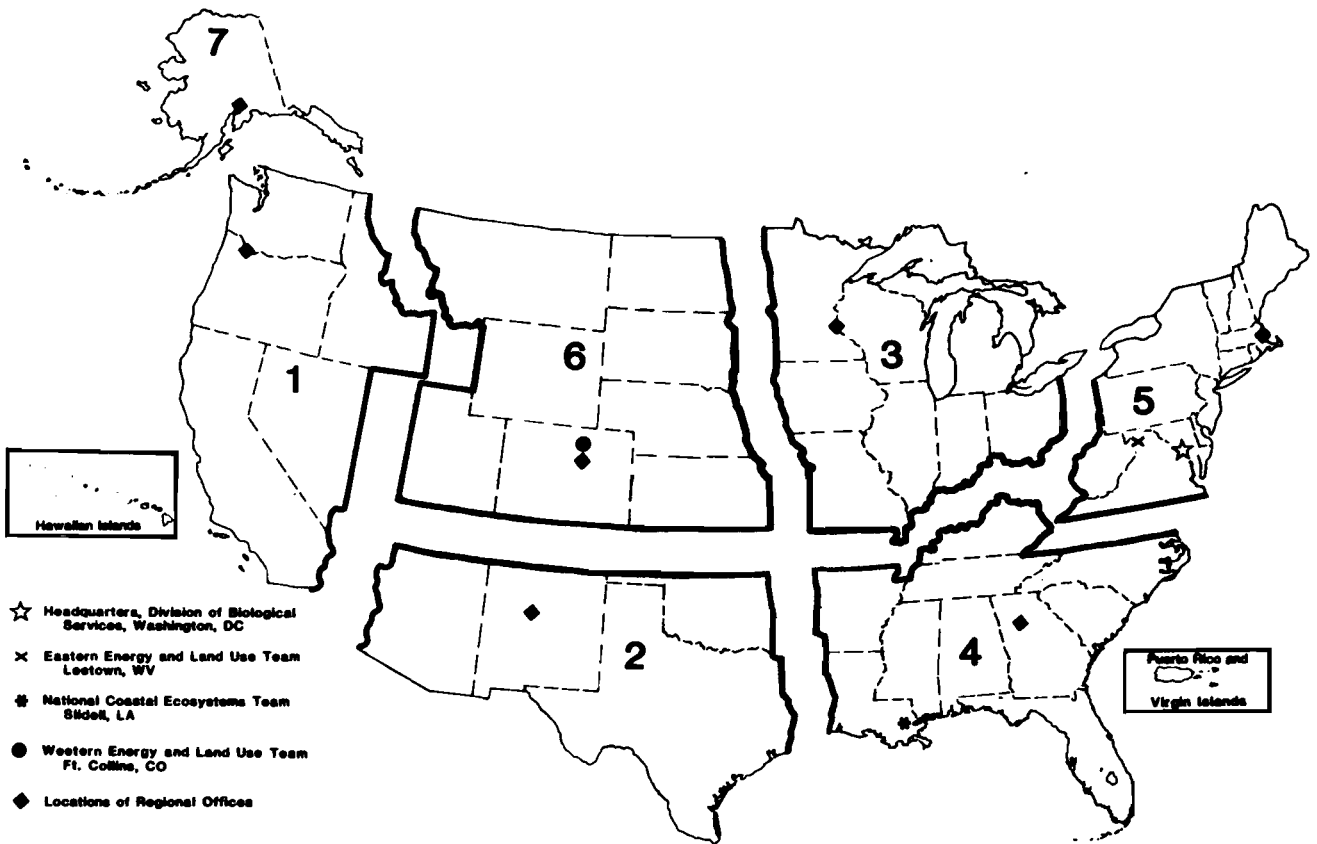 7
6
3
1
5
Hawaiian Islands
☆ Headquarters, Division of Biological
Services, Washington, DC
2
4
× Eastern Energy and Land Use Team
Leetown, WV
Puerto Rico and
Virgin Islands
* National Coastal Ecosystems Team
Slidell, LA
● Western Energy and Land Use Team
Ft. Collins, CO
◆ Locations of Regional Offices